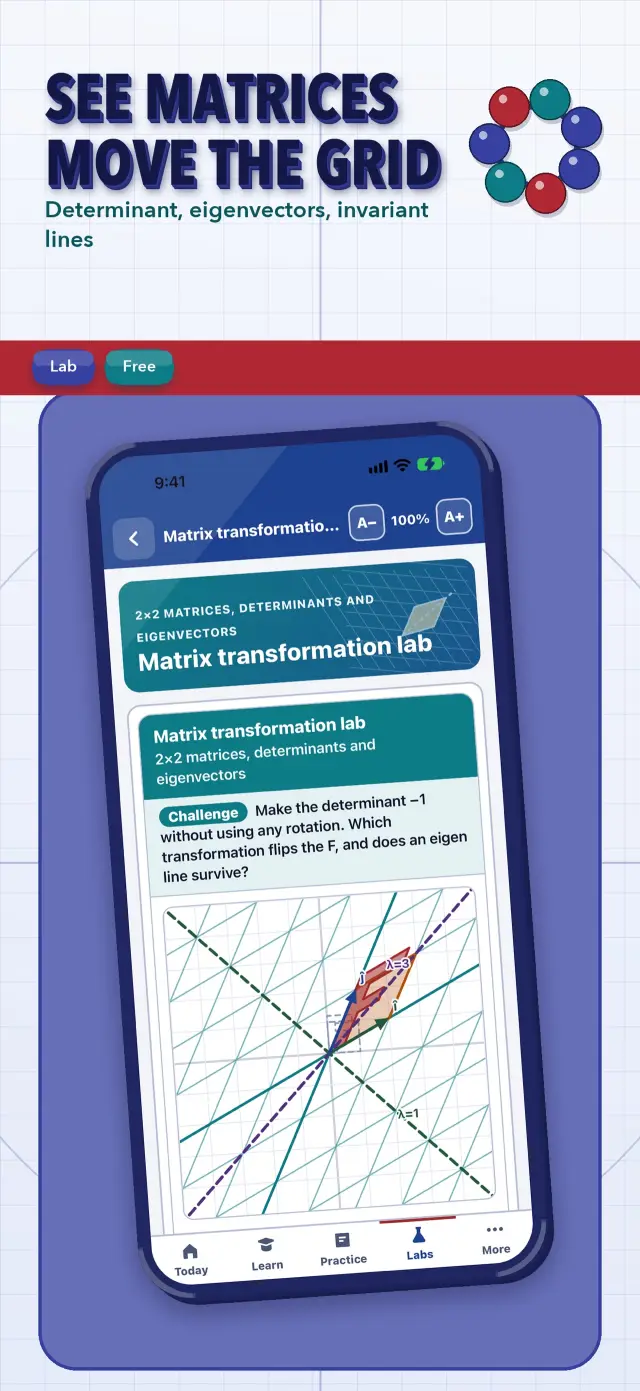 SEE MATRICES
MOVE THE GRID
Determinant, eigenvectors, invariant
lines
Lab
Free
9:41
Matrix transformatio...
A−
100%
A+
2×2 MATRICES, DETERMINANTS AND
EIGENVECTORS
Matrix transformation lab
Matrix transformation lab
2×2 matrices, determinants and
eigenvectors
Challenge Make the determinant −1
without using any rotation. Which
transformation flips the F, and does an eigen
line survive?
ĵ
λ=3
î
λ=1
Today
Learn
Practice
Labs
More